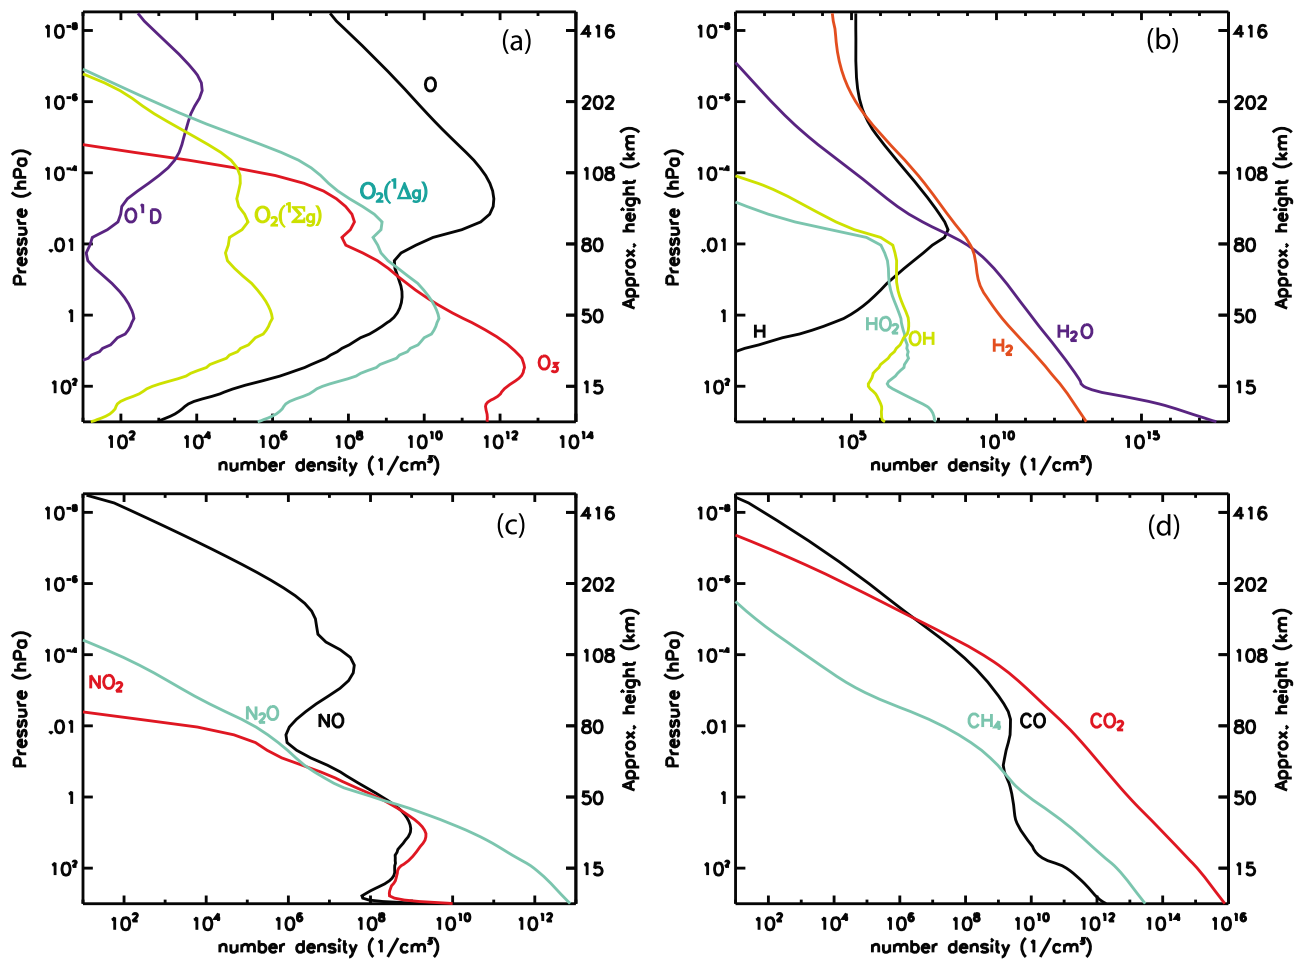 (a)
10⁻⁸
10⁻⁶
10⁻⁴
.01
1
10²
Pressure (hPa)
416
202
108
80
50
15
Approx. height (km)
O
O¹D
O₂(¹Σg)
O₂(¹Δg)
O₃
10² 10⁴ 10⁶ 10⁸ 10¹⁰ 10¹² 10¹⁴
number density (1/cm³)
(b)
10⁻⁸
10⁻⁶
10⁻⁴
.01
1
10²
Pressure (hPa)
416
202
108
80
50
15
Approx. height (km)
H
HO₂
OH
H₂
H₂O
10⁵ 10¹⁰ 10¹⁵
number density (1/cm³)
(c)
10⁻⁸
10⁻⁶
10⁻⁴
.01
1
10²
Pressure (hPa)
416
202
108
80
50
15
Approx. height (km)
NO₂
N₂O
NO
10² 10⁴ 10⁶ 10⁸ 10¹⁰ 10¹²
number density (1/cm³)
(d)
10⁻⁸
10⁻⁶
10⁻⁴
.01
1
10²
Pressure (hPa)
416
202
108
80
50
15
Approx. height (km)
CH₄
CO
CO₂
10² 10⁴ 10⁶ 10⁸ 10¹⁰ 10¹² 10¹⁴ 10¹⁶
number density (1/cm³)